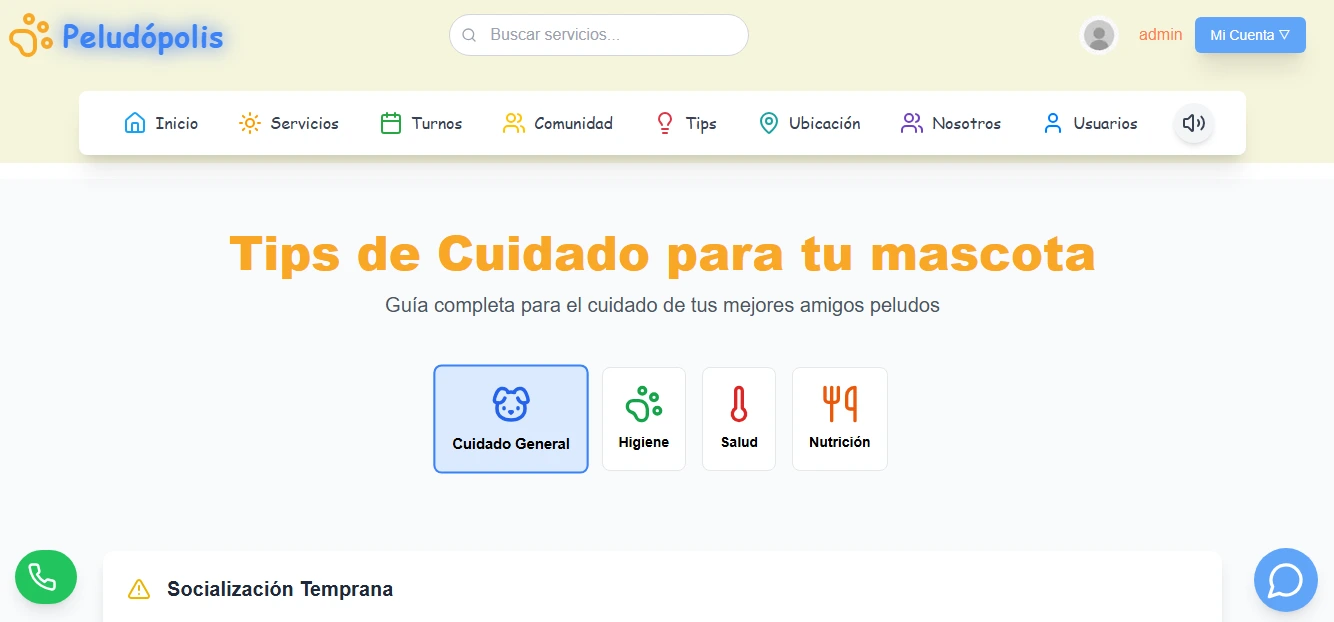 Peludópolis
Buscar servicios...
admin
Mi Cuenta ▽
Inicio
Servicios
Turnos
Comunidad
Tips
Ubicación
Nosotros
Usuarios
Tips de Cuidado para tu mascota
Guía completa para el cuidado de tus mejores amigos peludos
Cuidado General
Higiene
Salud
Nutrición
Socialización Temprana